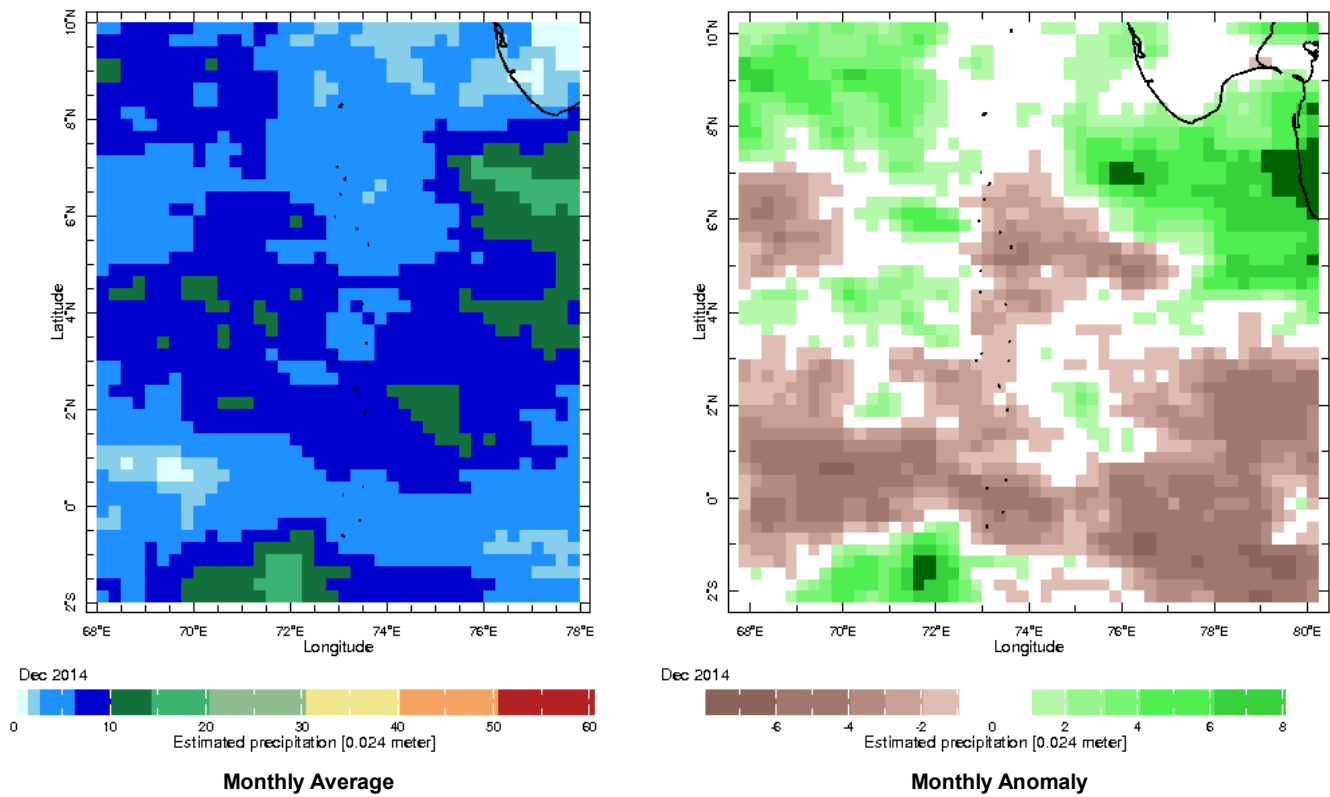 10°N
8°N
6°N
4°N
2°N
0°
2°S
Latitude
68°E 70°E 72°E 74°E 76°E 78°E
Longitude
Dec 2014
0 10 20 30 40 50 60
Estimated precipitation [0.024 meter]
Monthly Average
10°N
8°N
6°N
4°N
2°N
0°
2°S
Latitude
68°E 70°E 72°E 74°E 76°E 78°E 80°E
Longitude
Dec 2014
-6 -4 -2 0 2 4 6 8
Estimated precipitation [0.024 meter]
Monthly Anomaly